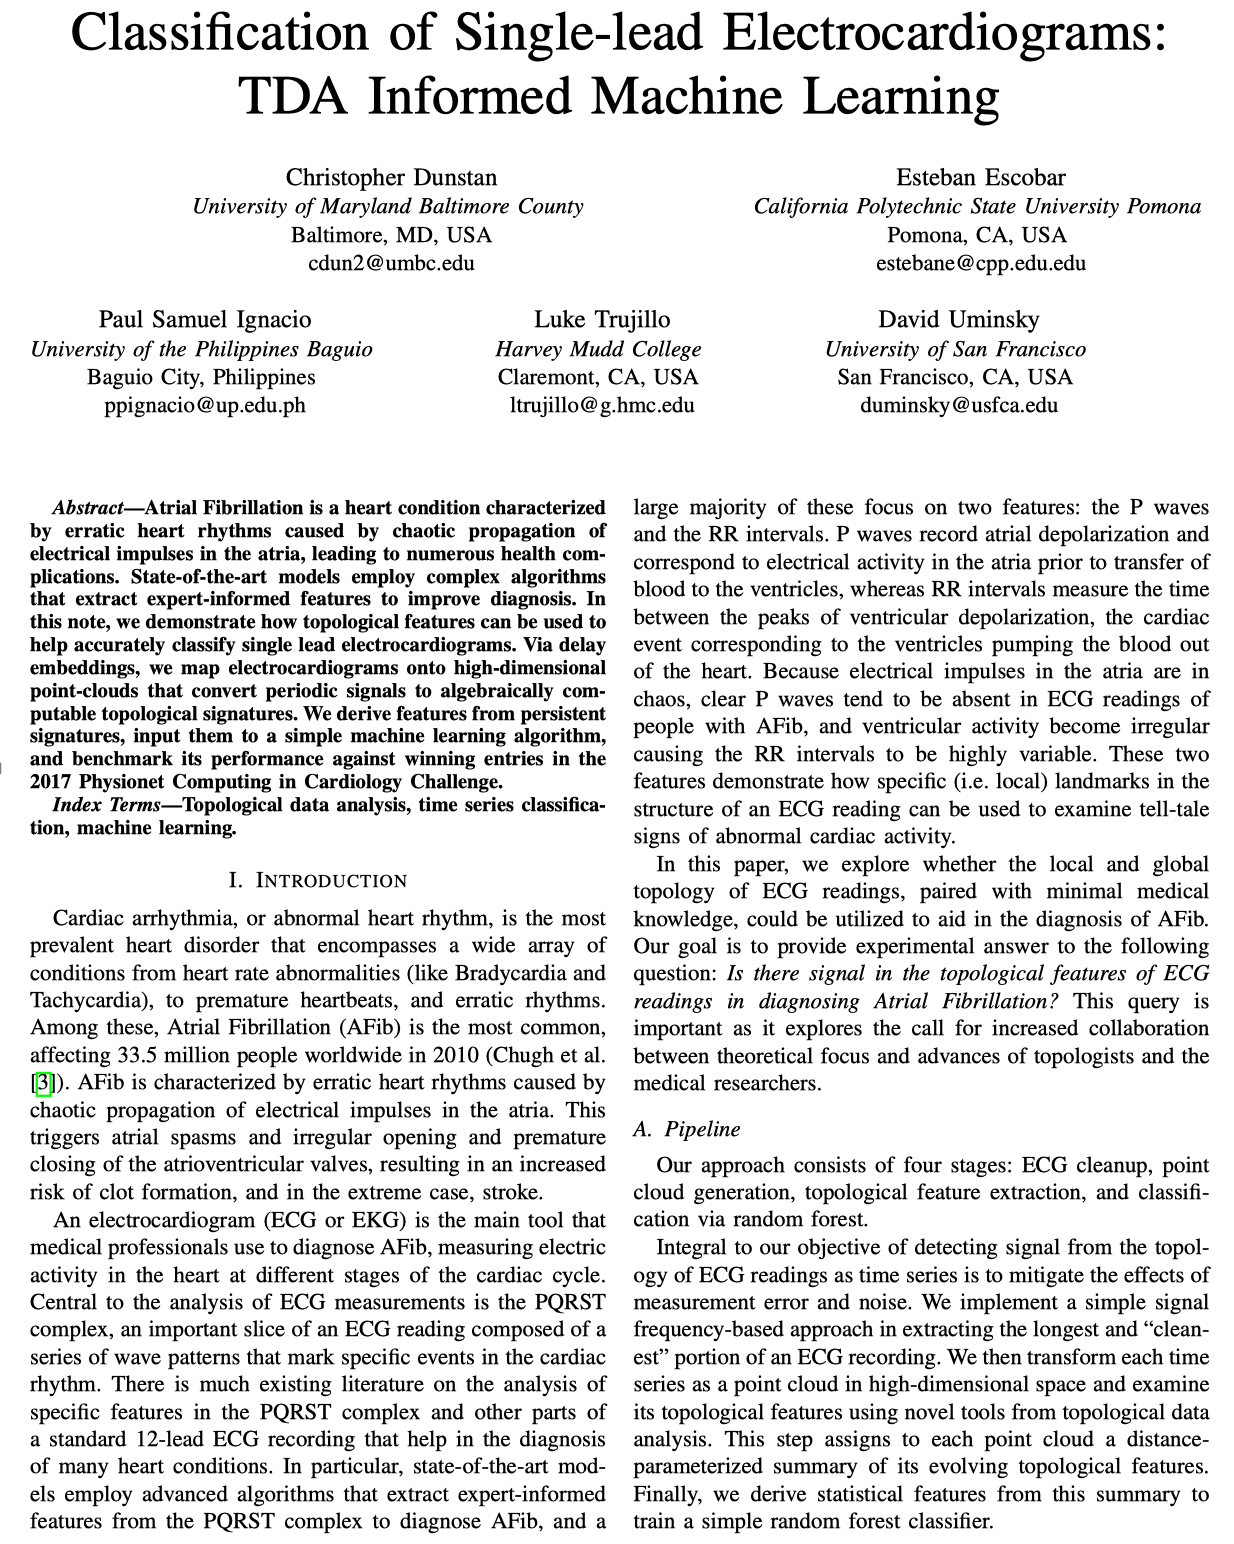 Classification of Single-lead Electrocardiograms:
TDA Informed Machine Learning
Christopher Dunstan
University of Maryland Baltimore County
Baltimore, MD, USA
cdun2@umbc.edu
Esteban Escobar
California Polytechnic State University Pomona
Pomona, CA, USA
estebane@cpp.edu.edu
Paul Samuel Ignacio
University of the Philippines Baguio
Baguio City, Philippines
ppignacio@up.edu.ph
Luke Trujillo
Harvey Mudd College
Claremont, CA, USA
ltrujillo@g.hmc.edu
David Uminsky
University of San Francisco
San Francisco, CA, USA
duminsky@usfca.edu
Abstract—Atrial Fibrillation is a heart condition characterized
by erratic heart rhythms caused by chaotic propagation of
electrical impulses in the atria, leading to numerous health com-
plications. State-of-the-art models employ complex algorithms
that extract expert-informed features to improve diagnosis. In
this note, we demonstrate how topological features can be used to
help accurately classify single lead electrocardiograms. Via delay
embeddings, we map electrocardiograms onto high-dimensional
point-clouds that convert periodic signals to algebraically com-
putable topological signatures. We derive features from persistent
signatures, input them to a simple machine learning algorithm,
and benchmark its performance against winning entries in the
2017 Physionet Computing in Cardiology Challenge.
Index Terms—Topological data analysis, time series classifica-
tion, machine learning.
I. INTRODUCTION
Cardiac arrhythmia, or abnormal heart rhythm, is the most
prevalent heart disorder that encompasses a wide array of
conditions from heart rate abnormalities (like Bradycardia and
Tachycardia), to premature heartbeats, and erratic rhythms.
Among these, Atrial Fibrillation (AFib) is the most common,
affecting 33.5 million people worldwide in 2010 (Chugh et al.
[3]). AFib is characterized by erratic heart rhythms caused by
chaotic propagation of electrical impulses in the atria. This
triggers atrial spasms and irregular opening and premature
closing of the atrioventricular valves, resulting in an increased
risk of clot formation, and in the extreme case, stroke.
An electrocardiogram (ECG or EKG) is the main tool that
medical professionals use to diagnose AFib, measuring electric
activity in the heart at different stages of the cardiac cycle.
Central to the analysis of ECG measurements is the PQRST
complex, an important slice of an ECG reading composed of a
series of wave patterns that mark specific events in the cardiac
rhythm. There is much existing literature on the analysis of
specific features in the PQRST complex and other parts of
a standard 12-lead ECG recording that help in the diagnosis
of many heart conditions. In particular, state-of-the-art mod-
els employ advanced algorithms that extract expert-informed
features from the PQRST complex to diagnose AFib, and a
large majority of these focus on two features: the P waves
and the RR intervals. P waves record atrial depolarization and
correspond to electrical activity in the atria prior to transfer of
blood to the ventricles, whereas RR intervals measure the time
between the peaks of ventricular depolarization, the cardiac
event corresponding to the ventricles pumping the blood out
of the heart. Because electrical impulses in the atria are in
chaos, clear P waves tend to be absent in ECG readings of
people with AFib, and ventricular activity become irregular
causing the RR intervals to be highly variable. These two
features demonstrate how specific (i.e. local) landmarks in the
structure of an ECG reading can be used to examine tell-tale
signs of abnormal cardiac activity.
In this paper, we explore whether the local and global
topology of ECG readings, paired with minimal medical
knowledge, could be utilized to aid in the diagnosis of AFib.
Our goal is to provide experimental answer to the following
question: Is there signal in the topological features of ECG
readings in diagnosing Atrial Fibrillation? This query is
important as it explores the call for increased collaboration
between theoretical focus and advances of topologists and the
medical researchers.
A. Pipeline
Our approach consists of four stages: ECG cleanup, point
cloud generation, topological feature extraction, and classifi-
cation via random forest.
Integral to our objective of detecting signal from the topol-
ogy of ECG readings as time series is to mitigate the effects of
measurement error and noise. We implement a simple signal
frequency-based approach in extracting the longest and “clean-
est” portion of an ECG recording. We then transform each time
series as a point cloud in high-dimensional space and examine
its topological features using novel tools from topological data
analysis. This step assigns to each point cloud a distance-
parameterized summary of its evolving topological features.
Finally, we derive statistical features from this summary to
train a simple random forest classifier.